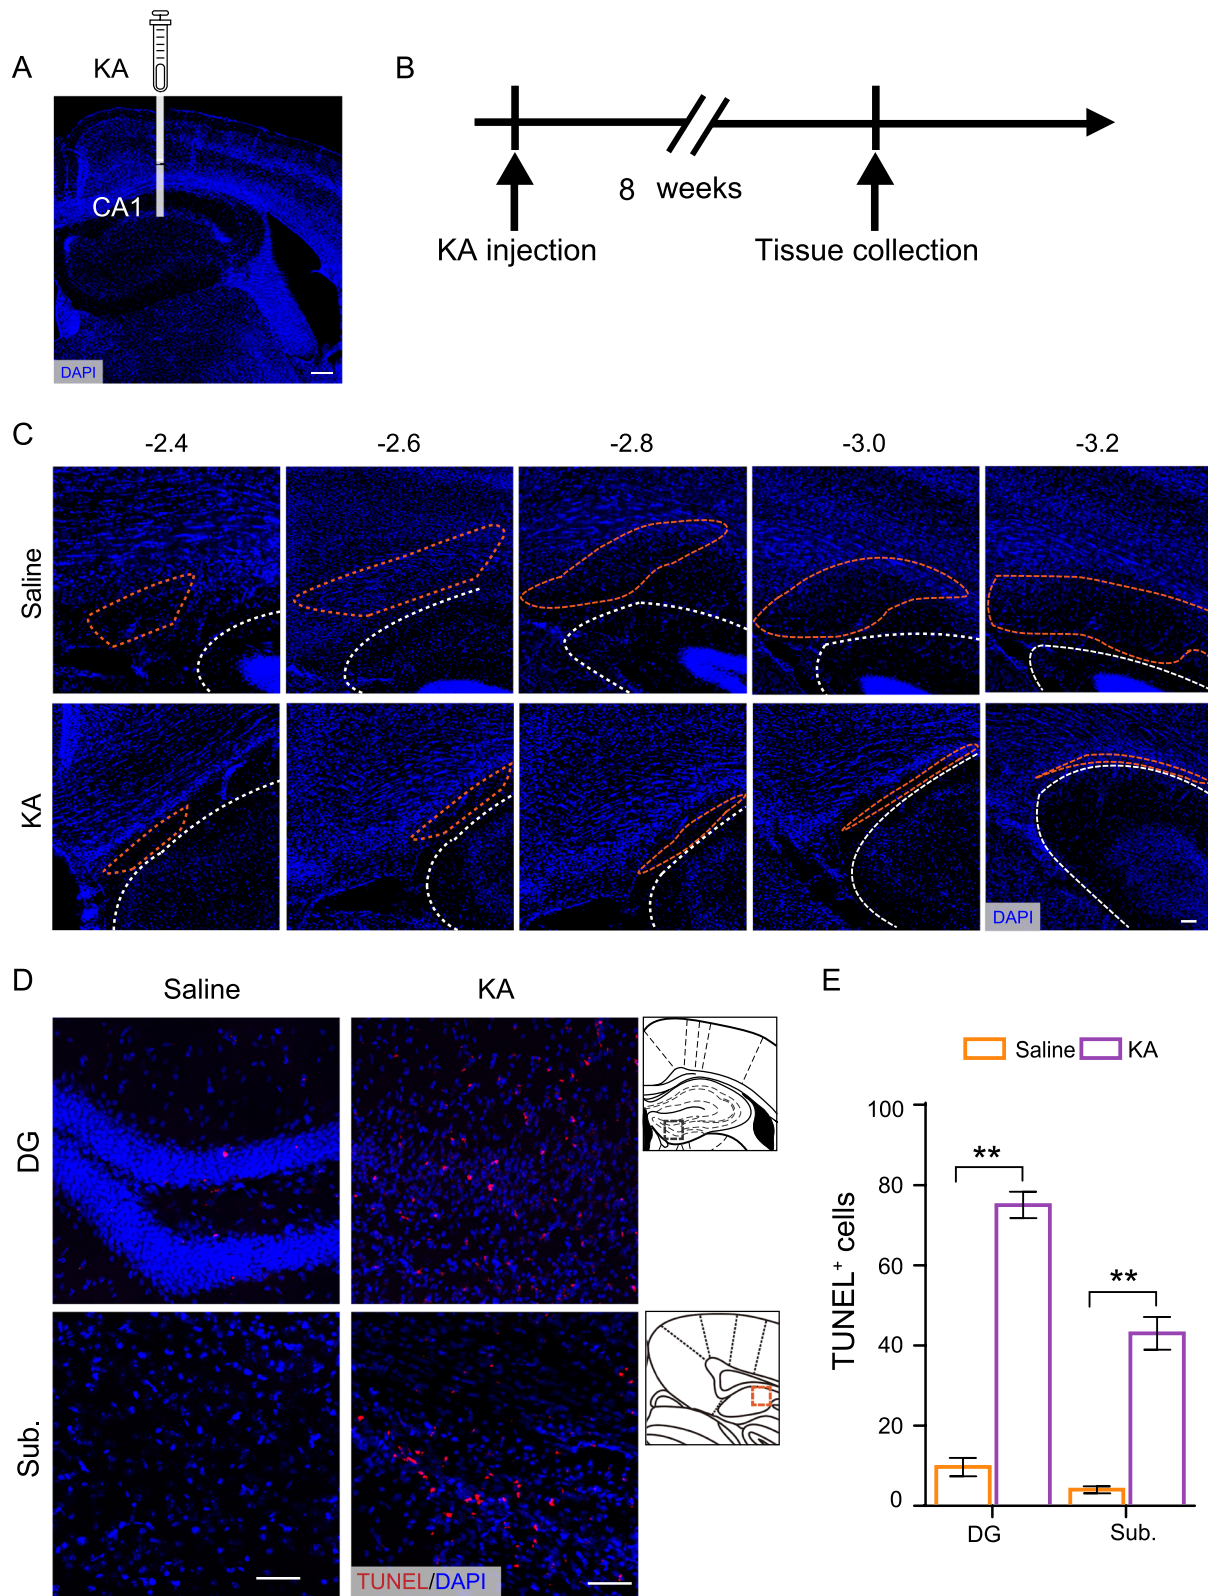 A
KA
CA1
DAPI
B
8 weeks
KA injection
Tissue collection
C
-2.4
-2.6
-2.8
-3.0
-3.2
Saline
KA
DAPI
D
Saline
KA
DG
Sub.
TUNEL/DAPI
E
Saline
KA
TUNEL⁺ cells
100
80
60
40
20
0
**
**
DG
Sub.